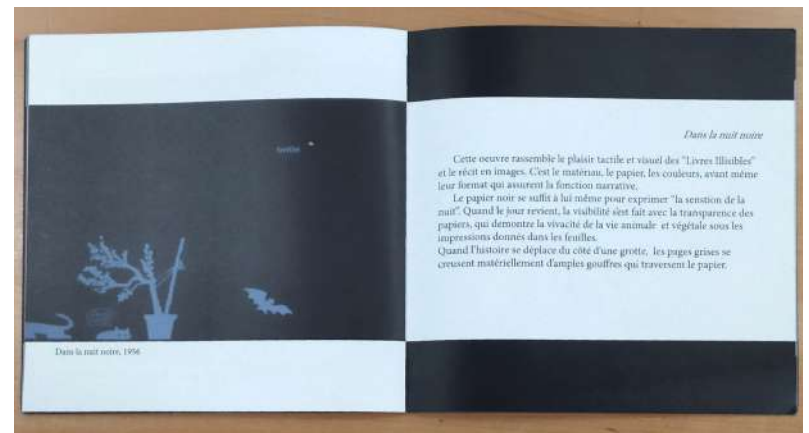 Dans la nuit noire, 1956
Dans la nuit noire
Cette oeuvre rassemble le plaisir tactile et visuel des "Livres Illisibles"
et le récit en images. C'est le matériau, le papier, les couleurs, avant même
leur format qui assurent la fonction narrative.
Le papier noir se suffit à lui même pour exprimer "la senstion de la
nuit". Quand le jour revient, la visibilité s'est fait avec la transparence des
papiers, qui demontre la vivacité de la vie animale et végétale sous les
impressions donnés dans les feuilles.
Quand l'histoire se déplace du côté d'une grotte, les pages grises se
creusent matériellement d'amples gouffres qui traversent le papier.